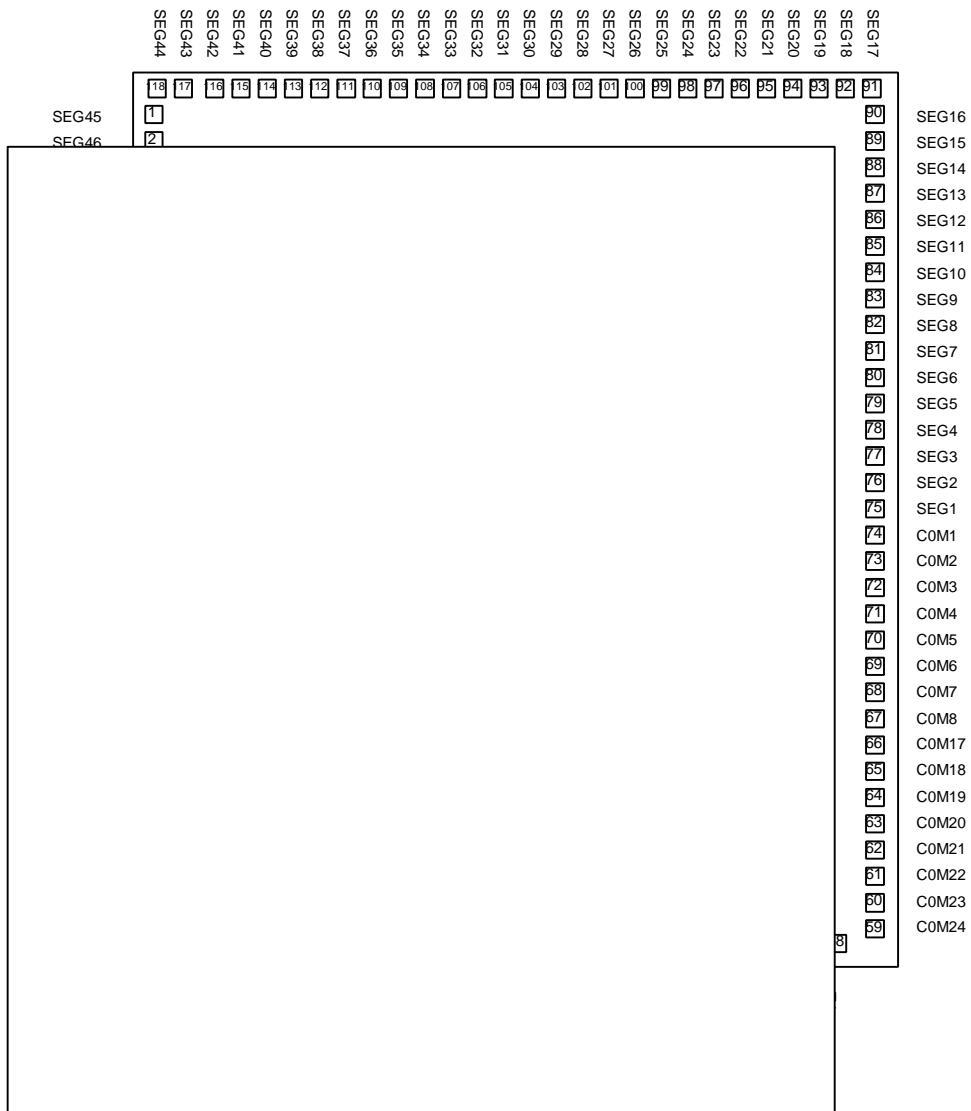 SEG44 SEG43 SEG42 SEG41 SEG40 SEG39 SEG38 SEG37 SEG36 SEG35 SEG34 SEG33 SEG32 SEG31 SEG30 SEG29 SEG28 SEG27 SEG26 SEG25 SEG24 SEG23 SEG22 SEG21 SEG20 SEG19 SEG18 SEG17
118 117 116 115 114 113 112 111 110 109 108 107 106 105 104 103 102 101 100 99 98 97 96 95 94 93 92 91
SEG45 1 90 SEG16
SEG46 2 89 SEG15
88 SEG14
87 SEG13
86 SEG12
85 SEG11
84 SEG10
83 SEG9
82 SEG8
81 SEG7
80 SEG6
79 SEG5
78 SEG4
77 SEG3
76 SEG2
75 SEG1
74 C0M1
73 C0M2
72 C0M3
71 C0M4
70 C0M5
69 C0M6
68 C0M7
67 C0M8
66 C0M17
65 C0M18
64 C0M19
63 C0M20
62 C0M21
61 C0M22
60 C0M23
59 C0M24
8